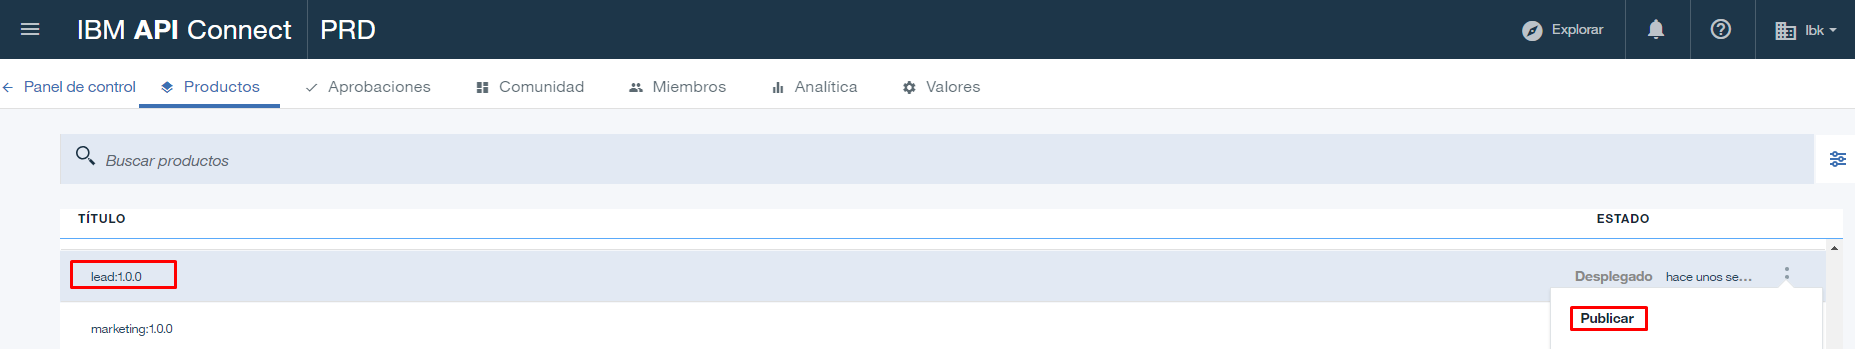 IBM API Connect PRD Explorar Ibk
Panel de control Productos Aprobaciones Comunidad Miembros Analítica Valores
Buscar productos
TÍTULO ESTADO
lead:1.0.0 Desplegado hace unos se...
Publicar
marketing:1.0.0